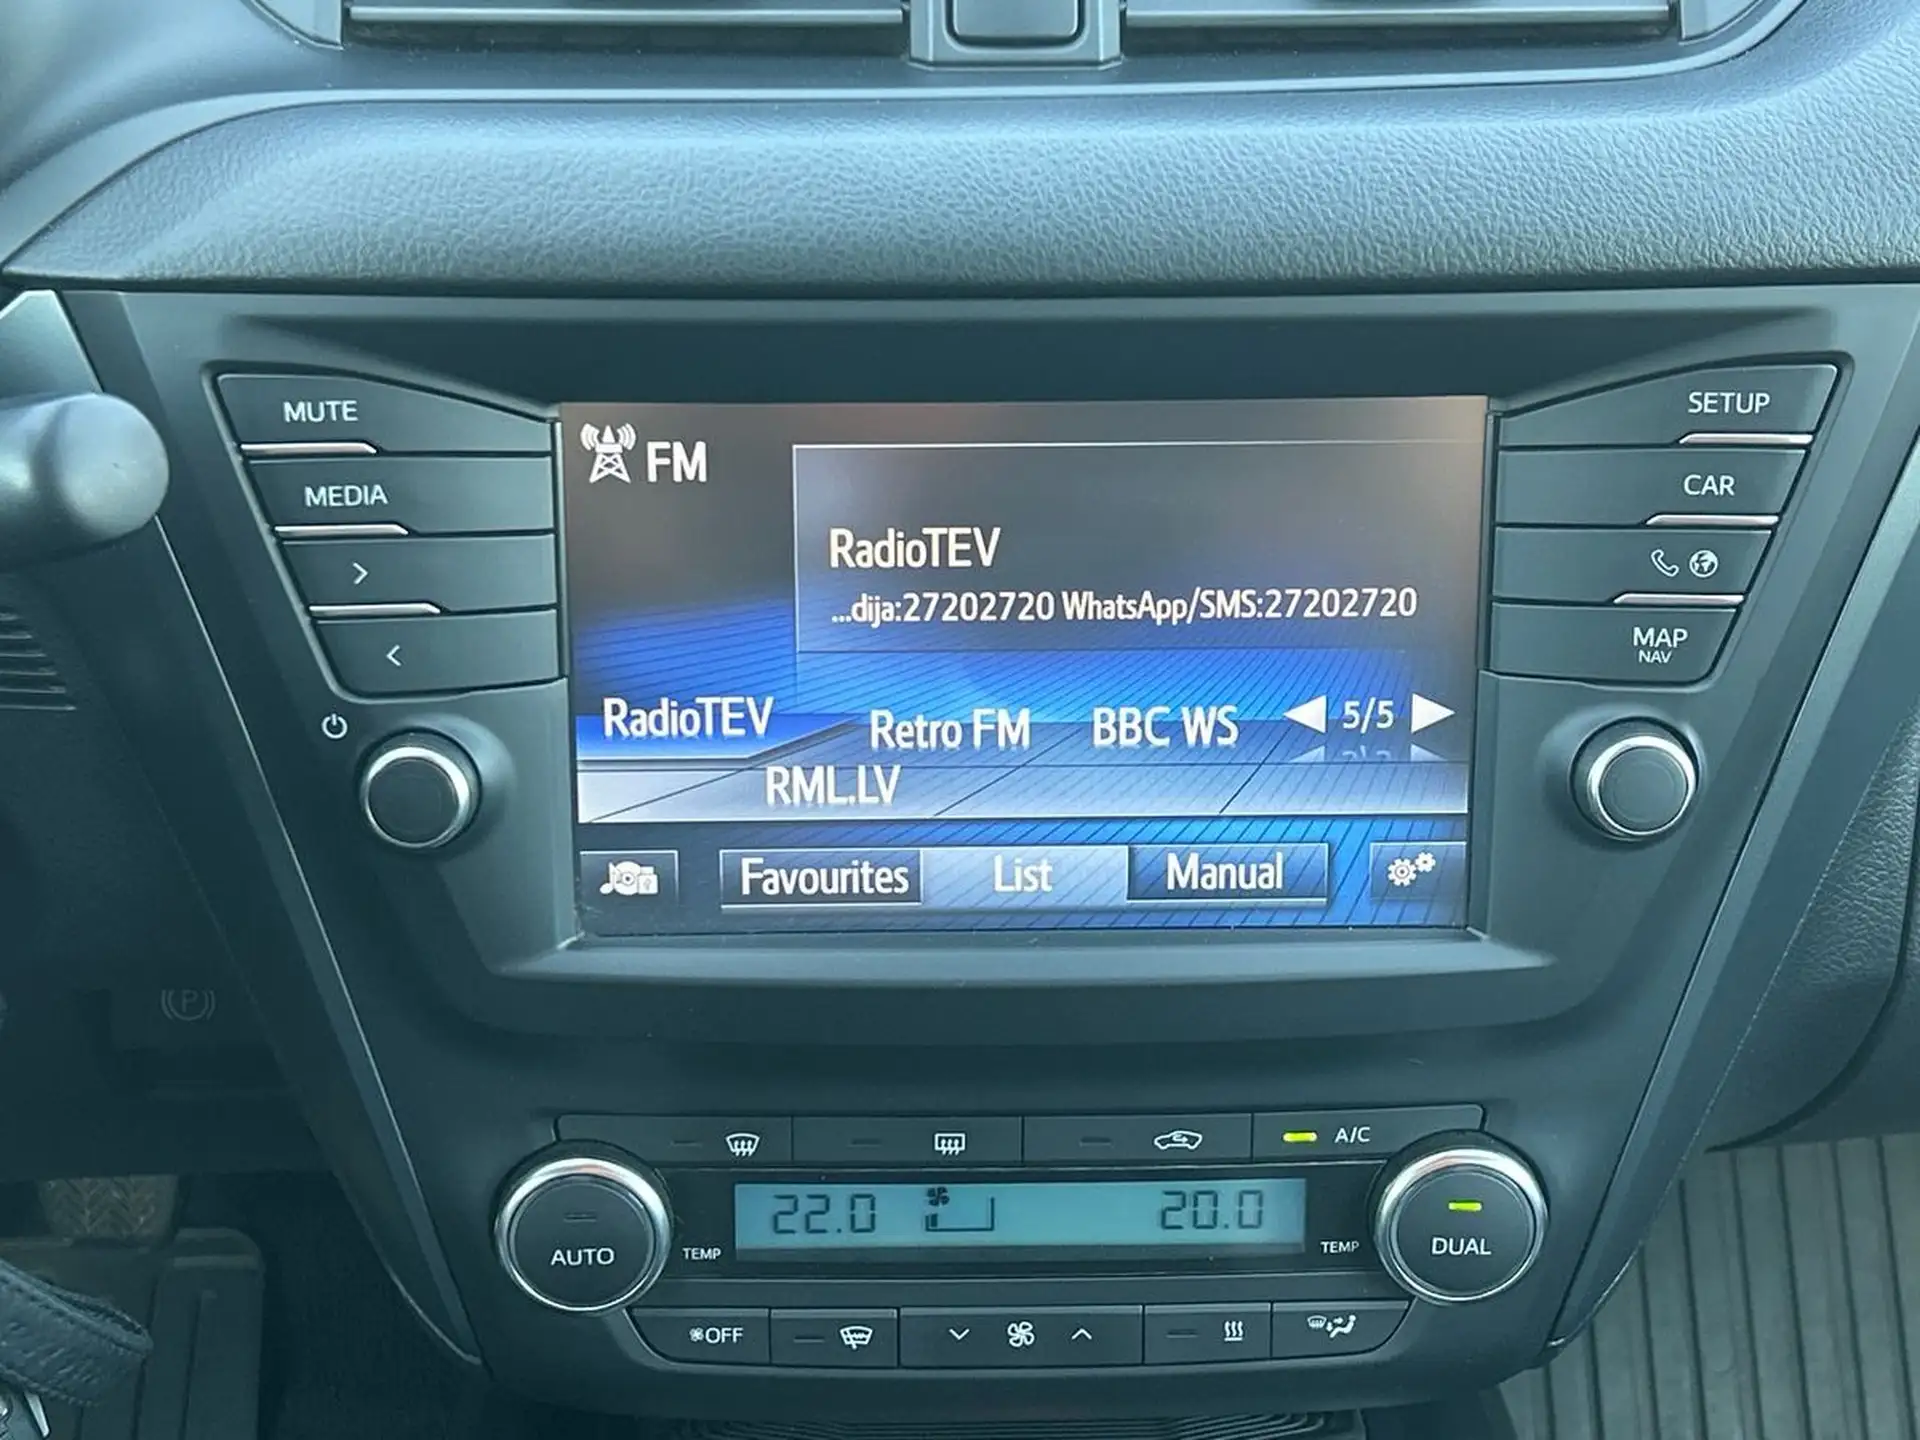 MUTE
SETUP
MEDIA
CAR
FM
RadioTEV
...dija:27202720 WhatsApp/SMS:27202720
MAP
NAV
RadioTEV Retro FM BBC WS 5/5
RML.LV
Favourites List Manual
P
A/C
22.0 20.0
AUTO TEMP TEMP DUAL
OFF